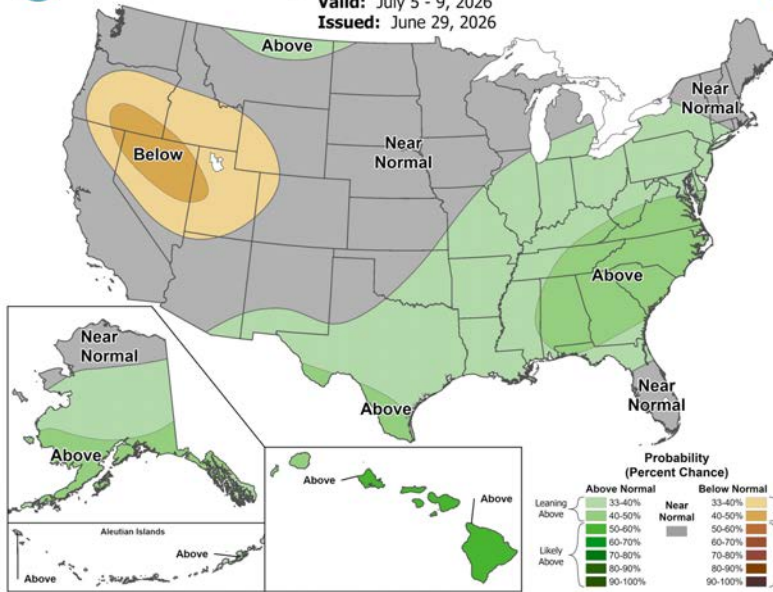 Valid: July 5 - 9, 2026
Issued: June 29, 2026
Above
Near
Normal
Below
Near
Normal
Above
Near
Normal
Above
Near
Normal
Above
Above
Above
Aleutian Islands
Above
Above
Probability
(Percent Chance)
Above Normal
Below Normal
Leaning
Above
33-40%
40-50%
Near
Normal
33-40%
40-50%
Likely
Above
50-60%
60-70%
70-80%
80-90%
90-100%
50-60%
60-70%
70-80%
80-90%
90-100%